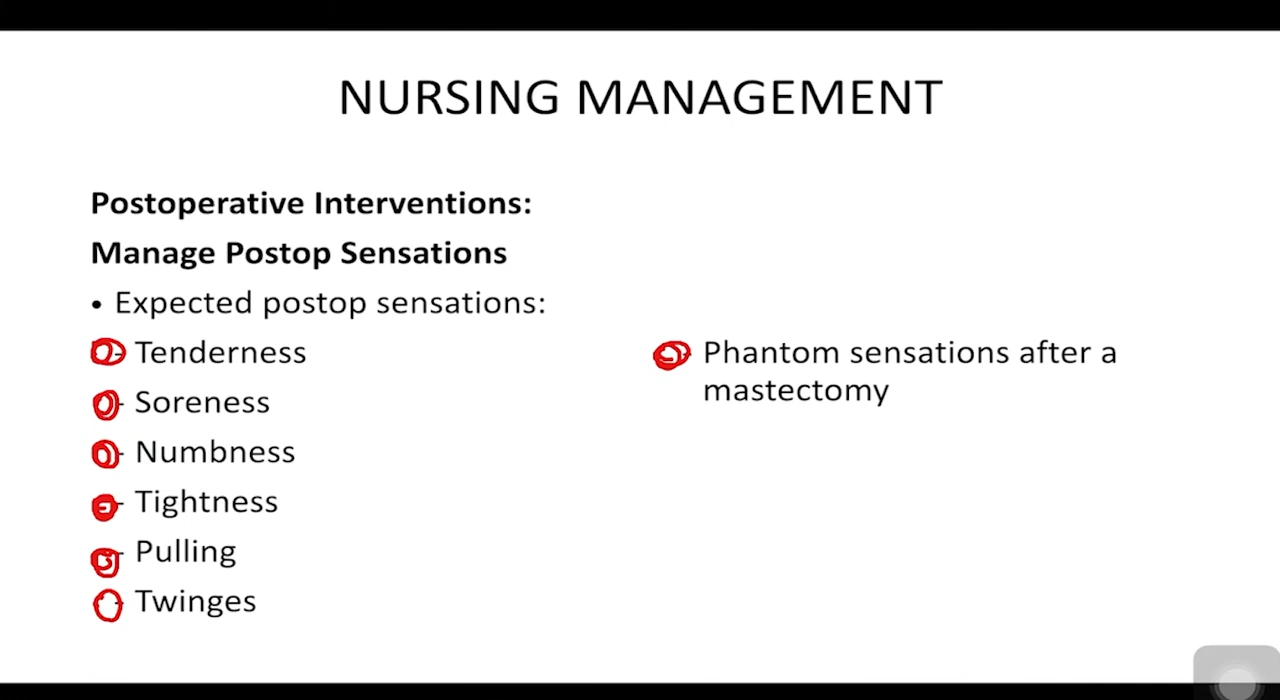 NURSING MANAGEMENT
Postoperative Interventions:
Manage Postop Sensations
• Expected postop sensations:
- Tenderness
- Soreness
- Numbness
- Tightness
- Pulling
- Twinges
- Phantom sensations after a
mastectomy